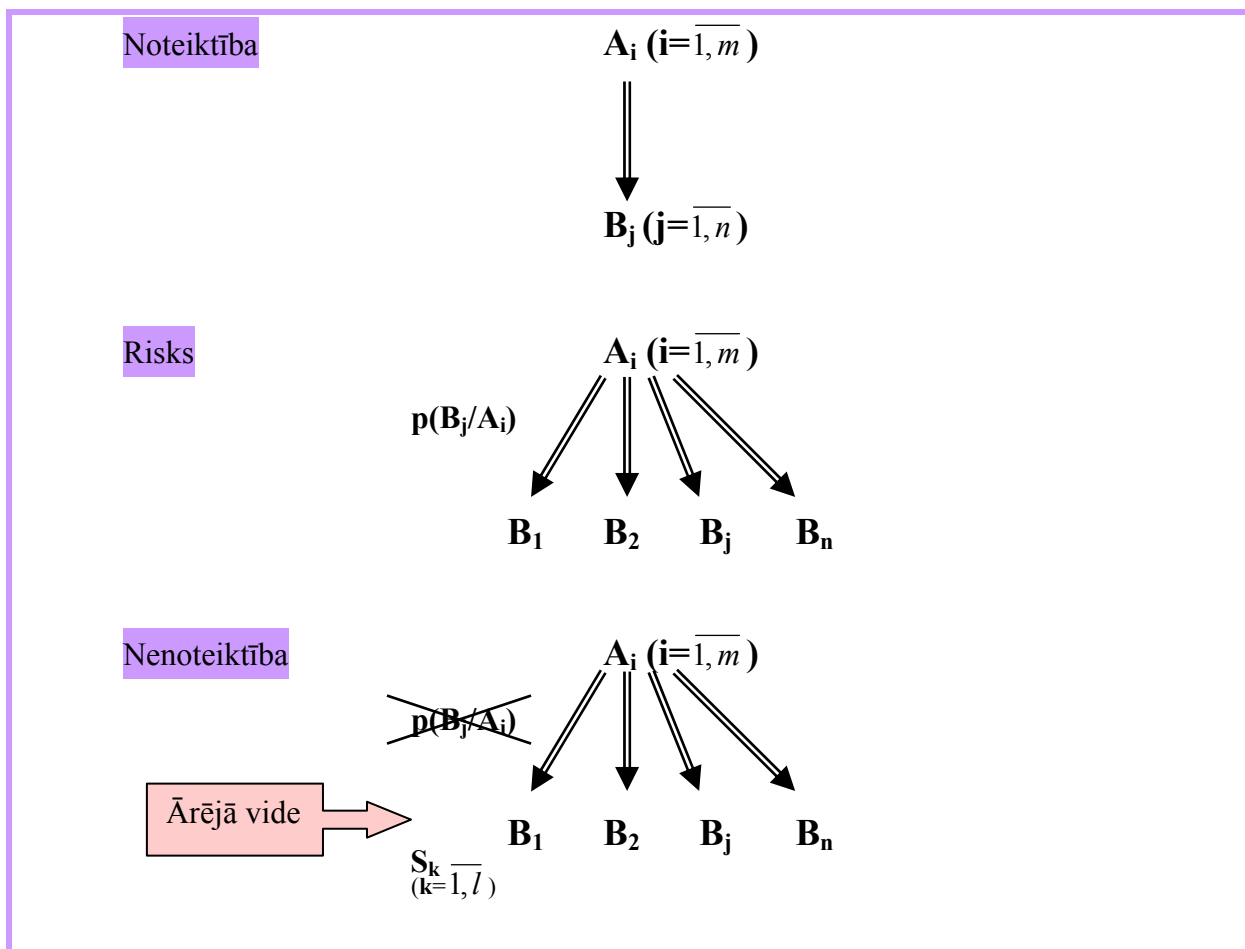 Noteiktība
Aᵢ (i=1, m)
Bⱼ (j=1, n)
Risks
Aᵢ (i=1, m)
p(Bⱼ/Aᵢ)
B₁ B₂ Bⱼ Bₙ
Nenoteiktība
Aᵢ (i=1, m)
p(Bⱼ/Aᵢ)
Ārējā vide
B₁ B₂ Bⱼ Bₙ
Sₖ
(k=1, l)